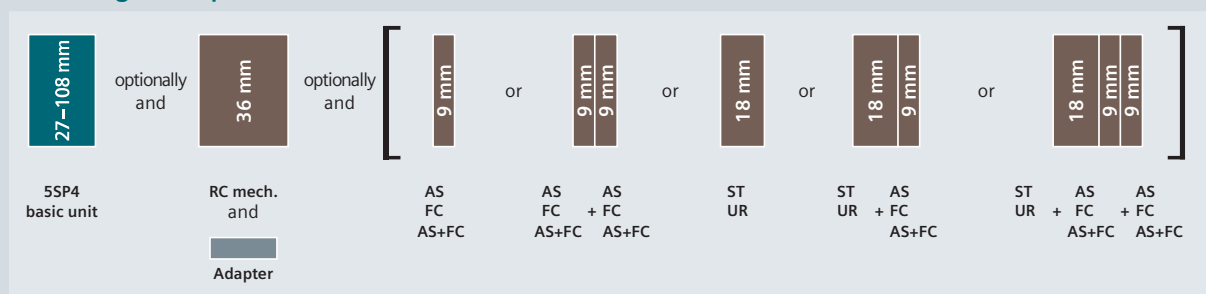 27–108 mm
optionally
and
36 mm
optionally
and
9 mm
or
9 mm
9 mm
or
18 mm
or
18 mm
9 mm
or
18 mm
9 mm
9 mm
5SP4
basic unit
RC mech.
and
Adapter
AS
FC
AS+FC
AS AS
FC + FC
AS+FC AS+FC
ST
UR
ST AS
UR + FC
AS+FC
ST AS AS
UR + FC + FC
AS+FC AS+FC